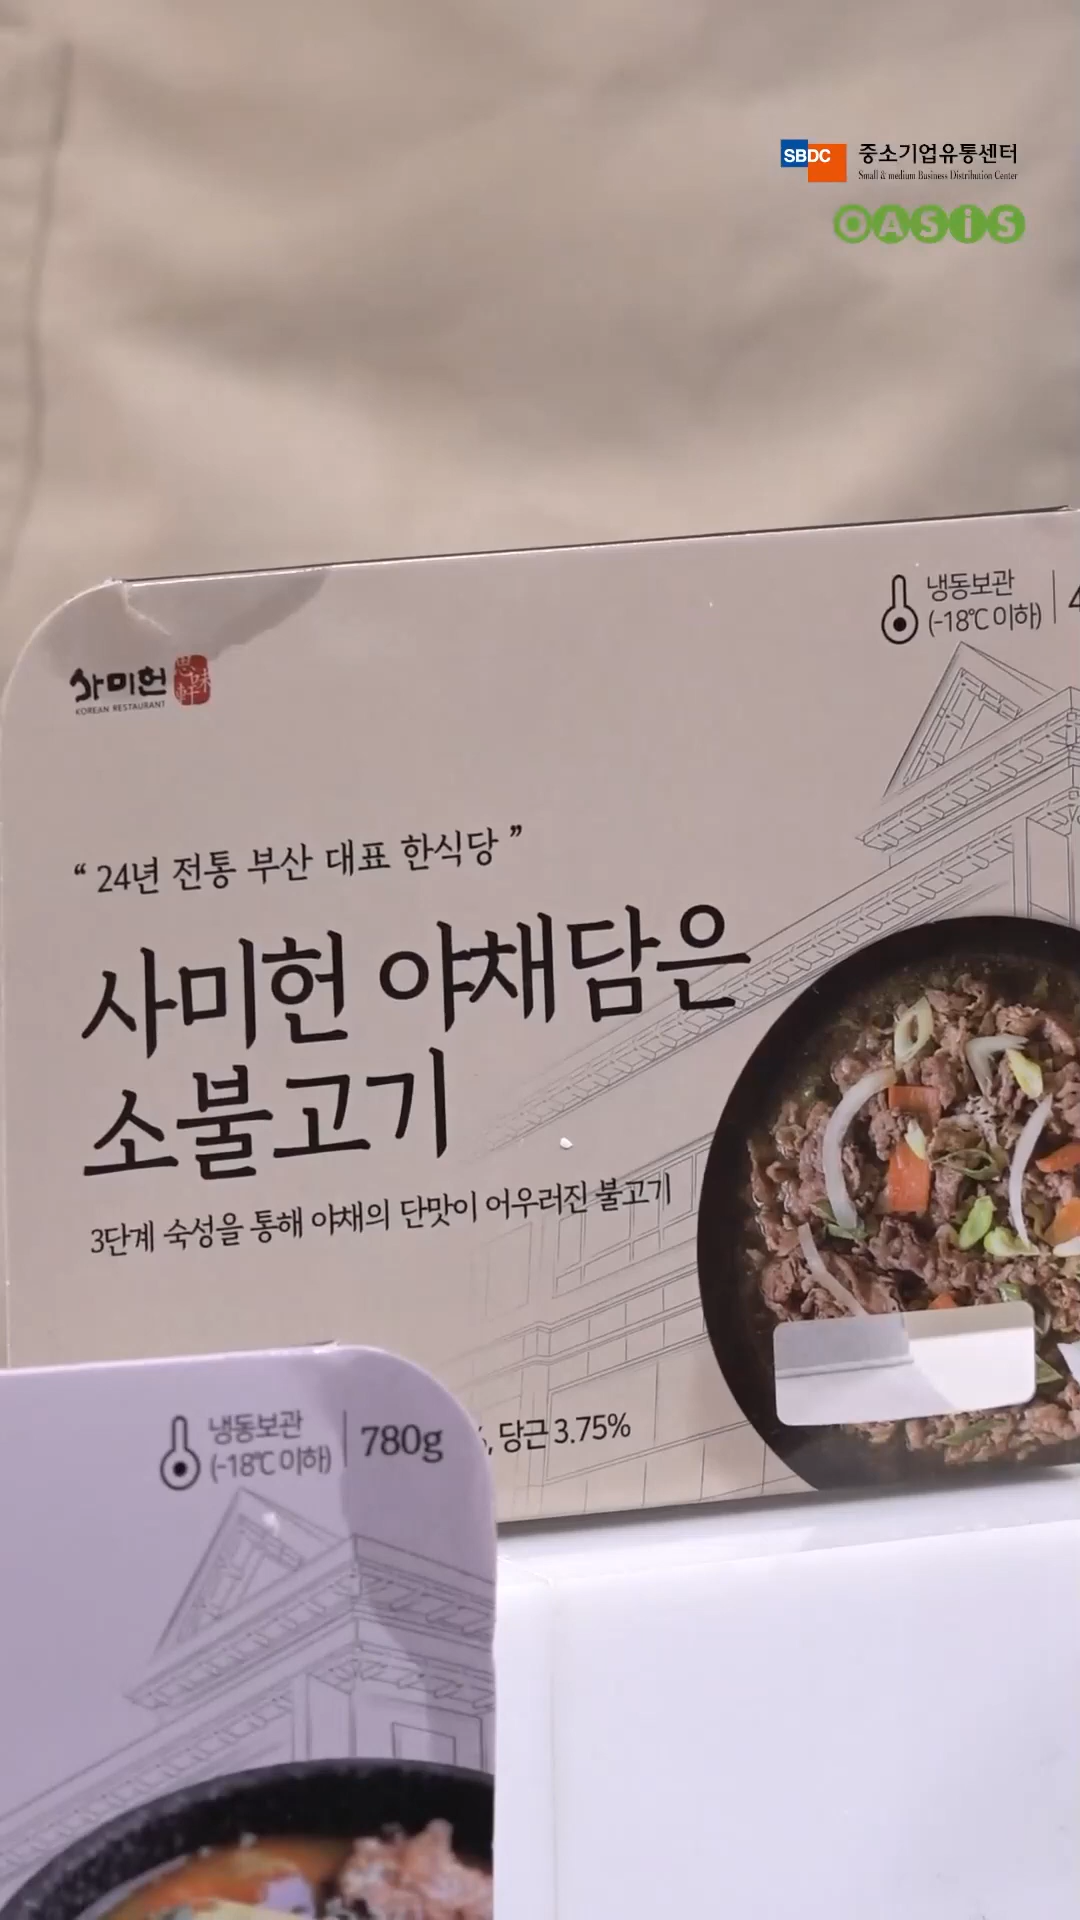 SBDC 중소기업유통센터
Small & medium Business Distribution Center
OASiS
냉동보관
(-18℃ 이하)
사미헌 思味軒
KOREAN RESTAURANT
“ 24년 전통 부산 대표 한식당 ”
사미헌 야채담은
소불고기
3단계 숙성을 통해 야채의 단맛이 어우러진 불고기
, 당근 3.75%
냉동보관
(-18℃ 이하)
780g